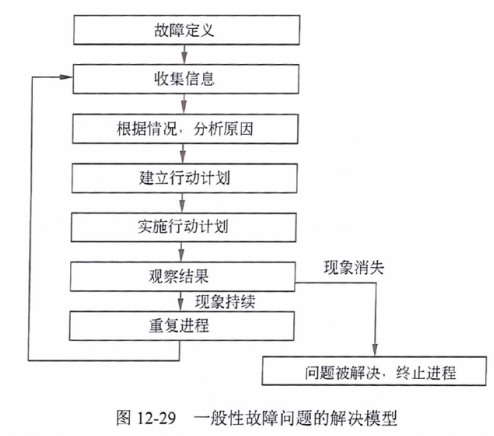 故障定义
收集信息
根据情况，分析原因
建立行动计划
实施行动计划
观察结果
现象消失
现象持续
重复进程
问题被解决，终止进程
图 12-29 一般性故障问题的解决模型